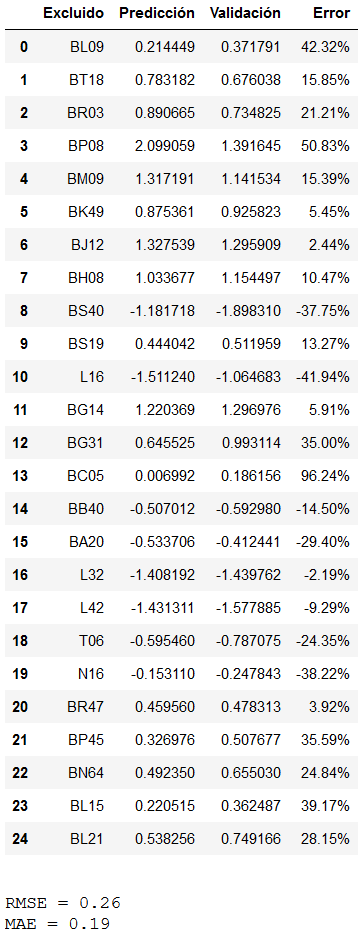 Excluido Predicción Validación Error
0 BL09 0.214449 0.371791 42.32%
1 BT18 0.783182 0.676038 15.85%
2 BR03 0.890665 0.734825 21.21%
3 BP08 2.099059 1.391645 50.83%
4 BM09 1.317191 1.141534 15.39%
5 BK49 0.875361 0.925823 5.45%
6 BJ12 1.327539 1.295909 2.44%
7 BH08 1.033677 1.154497 10.47%
8 BS40 -1.181718 -1.898310 -37.75%
9 BS19 0.444042 0.511959 13.27%
10 L16 -1.511240 -1.064683 -41.94%
11 BG14 1.220369 1.296976 5.91%
12 BG31 0.645525 0.993114 35.00%
13 BC05 0.006992 0.186156 96.24%
14 BB40 -0.507012 -0.592980 -14.50%
15 BA20 -0.533706 -0.412441 -29.40%
16 L32 -1.408192 -1.439762 -2.19%
17 L42 -1.431311 -1.577885 -9.29%
18 T06 -0.595460 -0.787075 -24.35%
19 N16 -0.153110 -0.247843 -38.22%
20 BR47 0.459560 0.478313 3.92%
21 BP45 0.326976 0.507677 35.59%
22 BN64 0.492350 0.655030 24.84%
23 BL15 0.220515 0.362487 39.17%
24 BL21 0.538256 0.749166 28.15%
RMSE = 0.26
MAE = 0.19